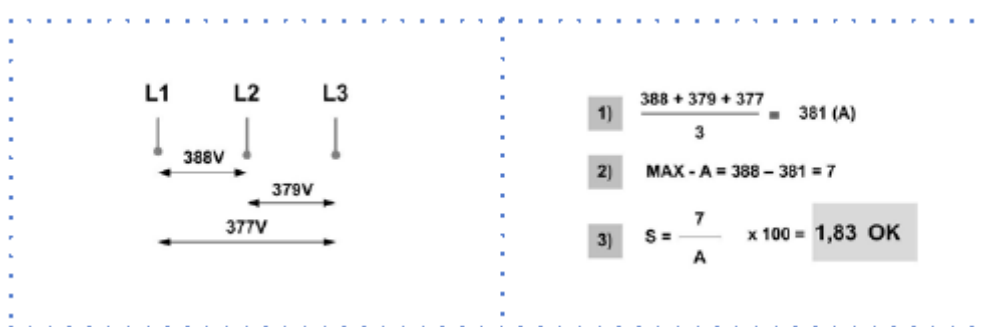 L1 L2 L3
388V
379V
377V
1) 388 + 379 + 377
3
= 381 (A)
2) MAX - A = 388 – 381 = 7
3) S = 7
A
x 100 = 1,83 OK